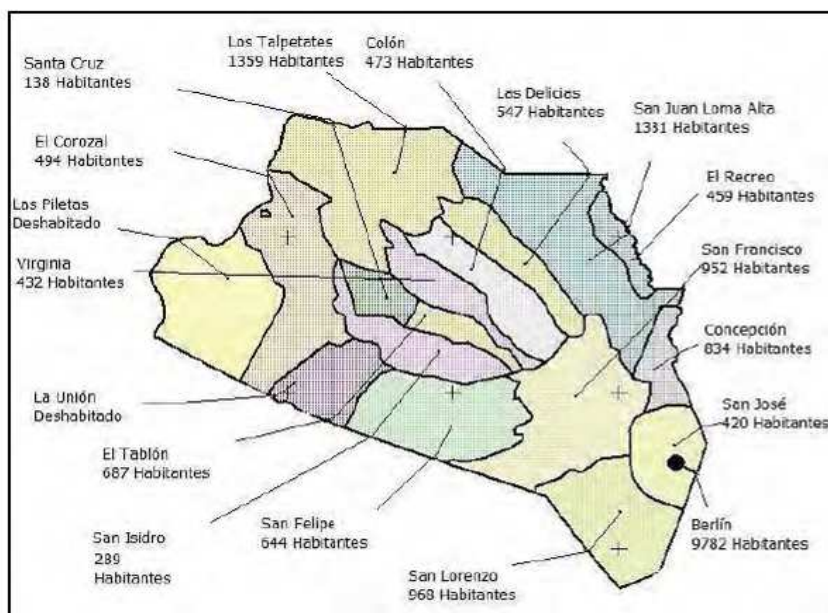 Santa Cruz
138 Habitantes
Los Talpetates
1359 Habitantes
Colón
473 Habitantes
Las Delicias
547 Habitantes
San Juan Loma Alta
1331 Habitantes
El Corozal
494 Habitantes
El Recreo
459 Habitantes
Las Piletas
Deshabitado
San Francisco
952 Habitantes
Virginia
432 Habitantes
Concepción
834 Habitantes
La Unión
Deshabitado
San José
420 Habitantes
El Tablón
687 Habitantes
San Isidro
289
Habitantes
San Felipe
644 Habitantes
Berlín
9782 Habitantes
San Lorenzo
968 Habitantes